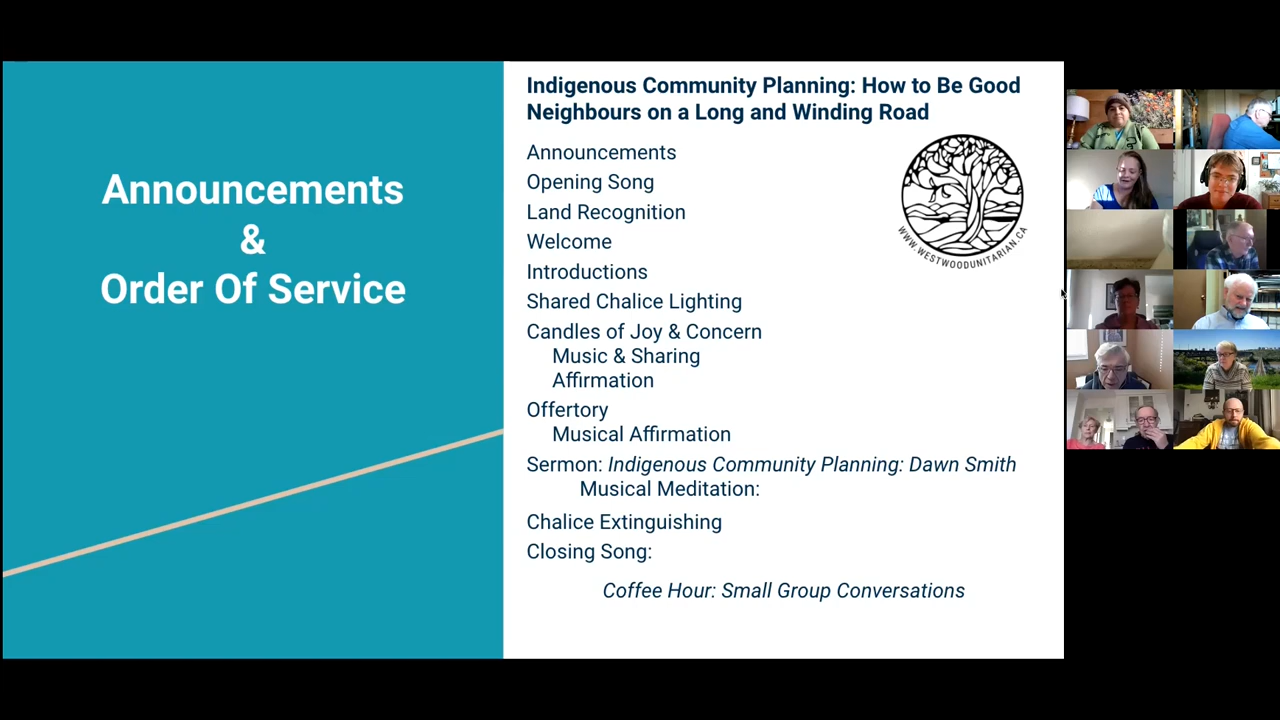 Announcements
&
Order Of Service
Indigenous Community Planning: How to Be Good
Neighbours on a Long and Winding Road
Announcements
Opening Song
Land Recognition
Welcome
Introductions
Shared Chalice Lighting
Candles of Joy & Concern
Music & Sharing
Affirmation
Offertory
Musical Affirmation
Sermon: Indigenous Community Planning: Dawn Smith
Musical Meditation:
Chalice Extinguishing
Closing Song:
Coffee Hour: Small Group Conversations
WWW.WESTWOODUNITARIAN.CA